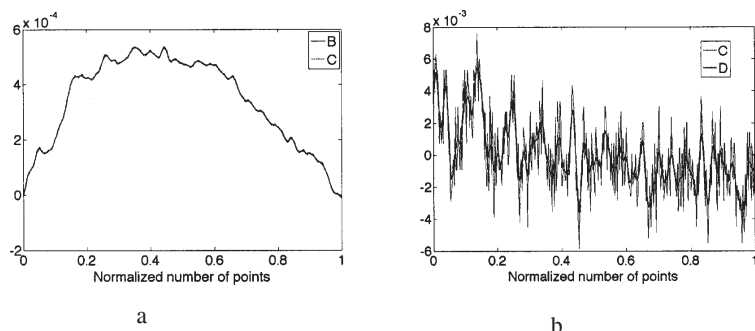 6 x 10⁻⁴
B
C
4
2
0
-2
0
0.2
0.4
0.6
0.8
1
Normalized number of points
a
8 x 10⁻³
C
D
6
4
2
0
-2
-4
-6
0
0.2
0.4
0.6
0.8
1
Normalized number of points
b